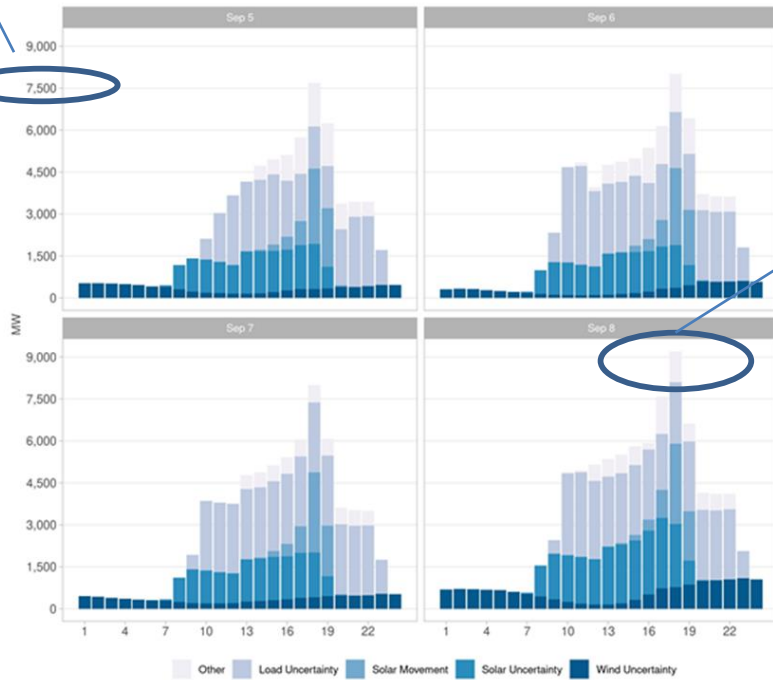 Sep 5
Sep 6
9,000
7,500
6,000
4,500
3,000
1,500
0
MW
Sep 7
Sep 8
9,000
7,500
6,000
4,500
3,000
1,500
0
1 4 7 10 13 16 19 22
1 4 7 10 13 16 19 22
Other Load Uncertainty Solar Movement Solar Uncertainty Wind Uncertainty